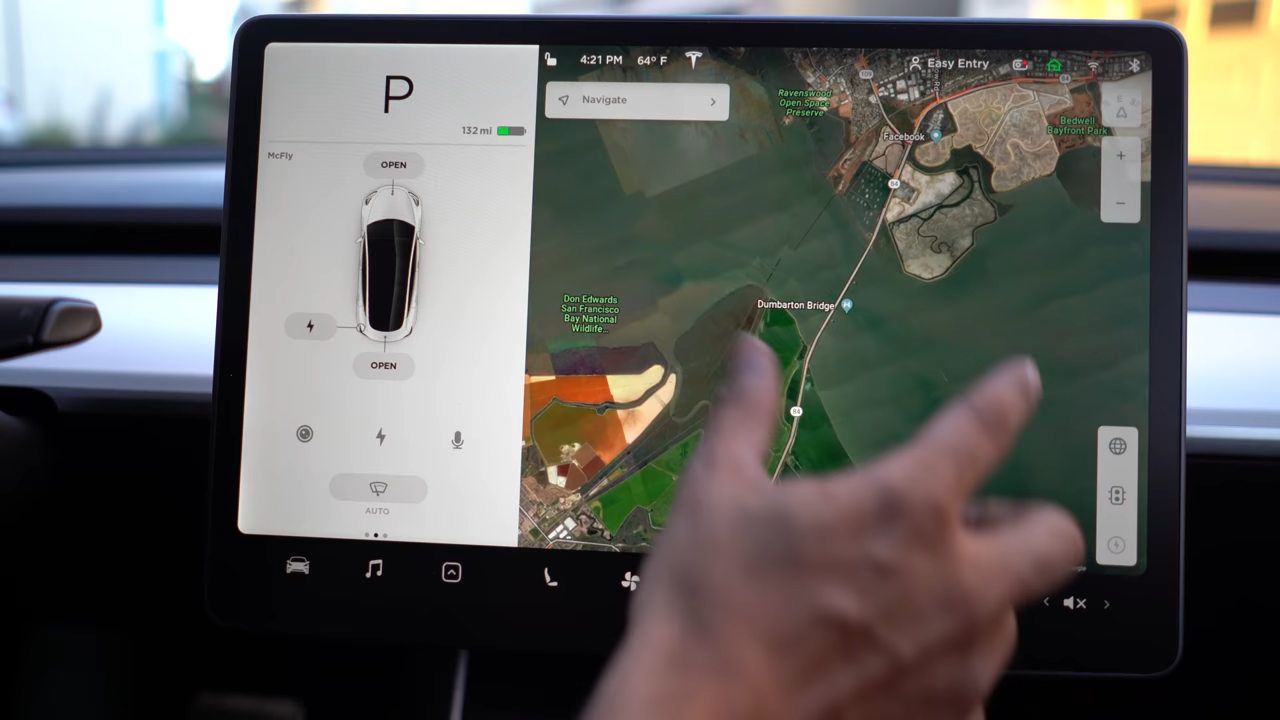 P
132 mi
McFly
OPEN
OPEN
AUTO
4:21 PM
64° F
Easy Entry
Navigate
Ravenswood
Open Space
Preserve
Bedwell
Bayfront Park
Facebook
84
84
Dumbarton Bridge
Don Edwards
San Francisco
Bay National
Wildlife...
84